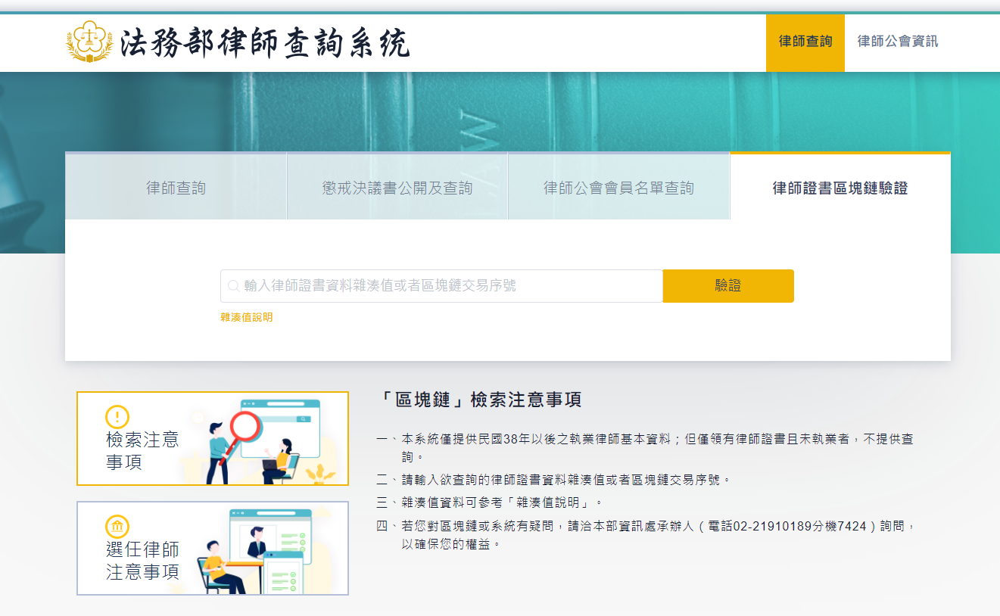 法務部律師查詢系统
律師查詢
律師公會資訊
律師查詢
懲戒決議書公開及查詢
律師公會會員名單查詢
律師證書區塊鏈驗證
輸入律師證書資料雜湊值或者區塊鏈交易序號
驗證
雜湊值說明
檢索注意
事項
選任律師
注意事項
「區塊鏈」檢索注意事項
一、本系統僅提供民國38年以後之執業律師基本資料；但僅領有律師證書且未執業者，不提供查
詢。
二、請輸入欲查詢的律師證書資料雜湊值或者區塊鏈交易序號。
三、雜湊值資料可參考「雜湊值說明」。
四、若您對區塊鏈或系統有疑問，請洽本部資訊處承辦人（電話02-21910189分機7424）詢問，
以確保您的權益。